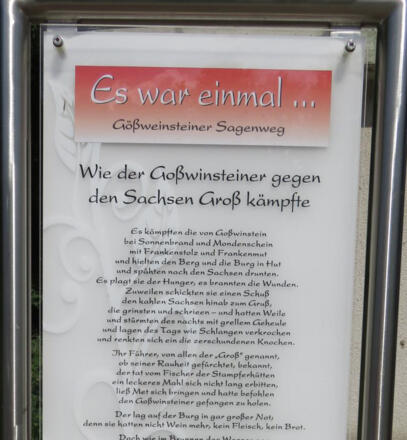 Es war einmal ...
Gößweinsteiner Sagenweg
Wie der Goßwinsteiner gegen
den Sachsen Groß kämpfte
Es kämpften die von Goßwinstein
bei Sonnenbrand und Mondenschein
mit Frankenstolz und Frankenmut
und hielten den Berg und die Burg in Hut
und spähten nach den Sachsen drunten.
Es plagt sie der Hunger, es brannten die Wunden.
Zuweilen schickten sie einen Schuß
den kahlen Sachsen hinab zum Gruß,
die grinsten und schrieen – und hatten Weile
und stürmten des nachts mit grellem Geheule
und lagen des Tags wie Schlangen verkrochen
und renkten sich ein die zerschundenen Knochen.
Ihr Führer, von allen der „Groß" genannt,
ob seiner Rauheit gefürchtet, bekannt,
der tat vom Fischer der Stampferhütten
ein leckeres Mahl sich nicht lang erbitten,
ließ Met sich bringen und hatte befohlen
den Goßwinsteiner gefangen zu holen.
Der lag auf der Burg in gar großer Not;
denn sie hatten nicht Wein mehr, kein Fleisch, kein Brot.
Doch wie im Brunnen das Wasser